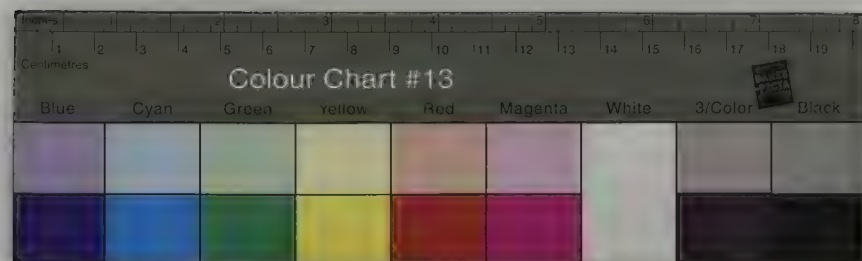 Inches 1 2 3 4 5 6 7 8
1 2 3 4 5 6 7 8 9 10 11 12 13 14 15 16 17 18 19
Centimetres
Colour Chart #13
Blue Cyan Green Yellow Red Magenta White 3/Color Black